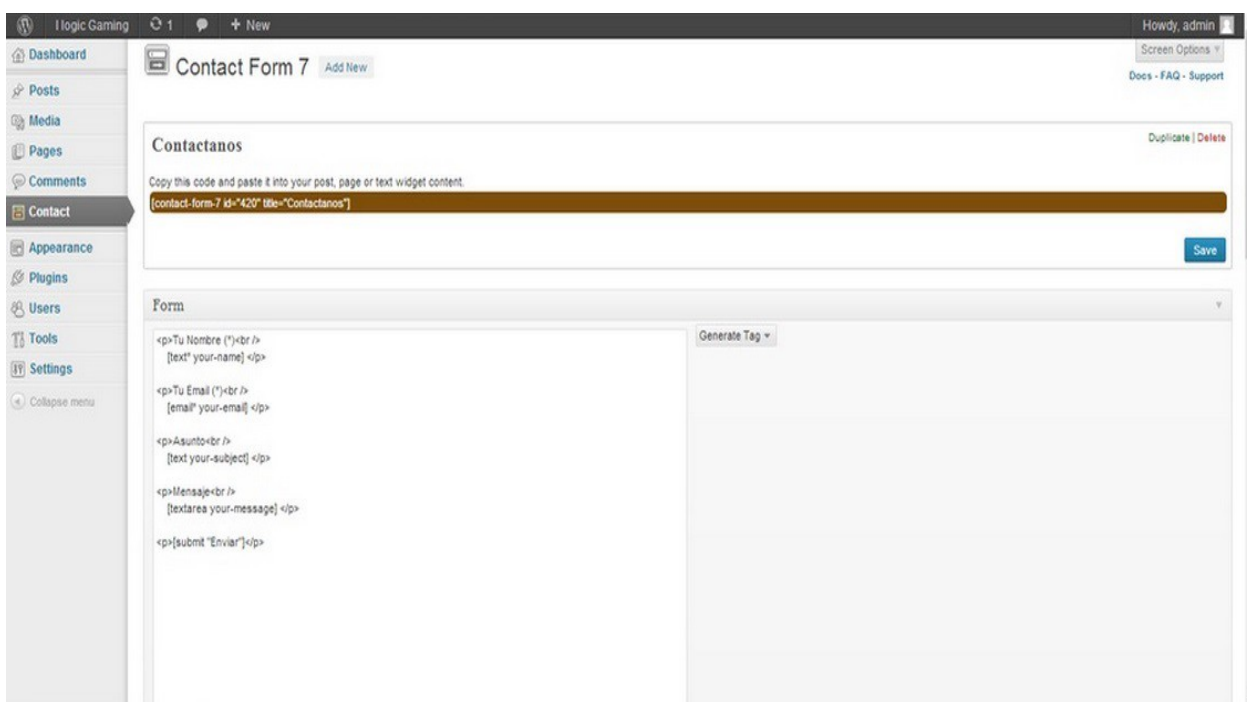 I logic Gaming 1 + New Howdy, admin
Screen Options
Docs - FAQ - Support
Dashboard
Posts
Media
Pages
Comments
Contact
Appearance
Plugins
Users
Tools
Settings
Collapse menu
Contact Form 7 Add New
Contactanos
Duplicate | Delete
Copy this code and paste it into your post, page or text widget content.
[contact-form-7 id="420" title="Contactanos"]
Save
Form
Generate Tag
<p>Tu Nombre (*)<br />
[text* your-name] </p>
<p>Tu Email (*)<br />
[email* your-email] </p>
<p>Asunto<br />
[text your-subject] </p>
<p>Mensaje<br />
[textarea your-message] </p>
<p>[submit "Enviar"]</p>